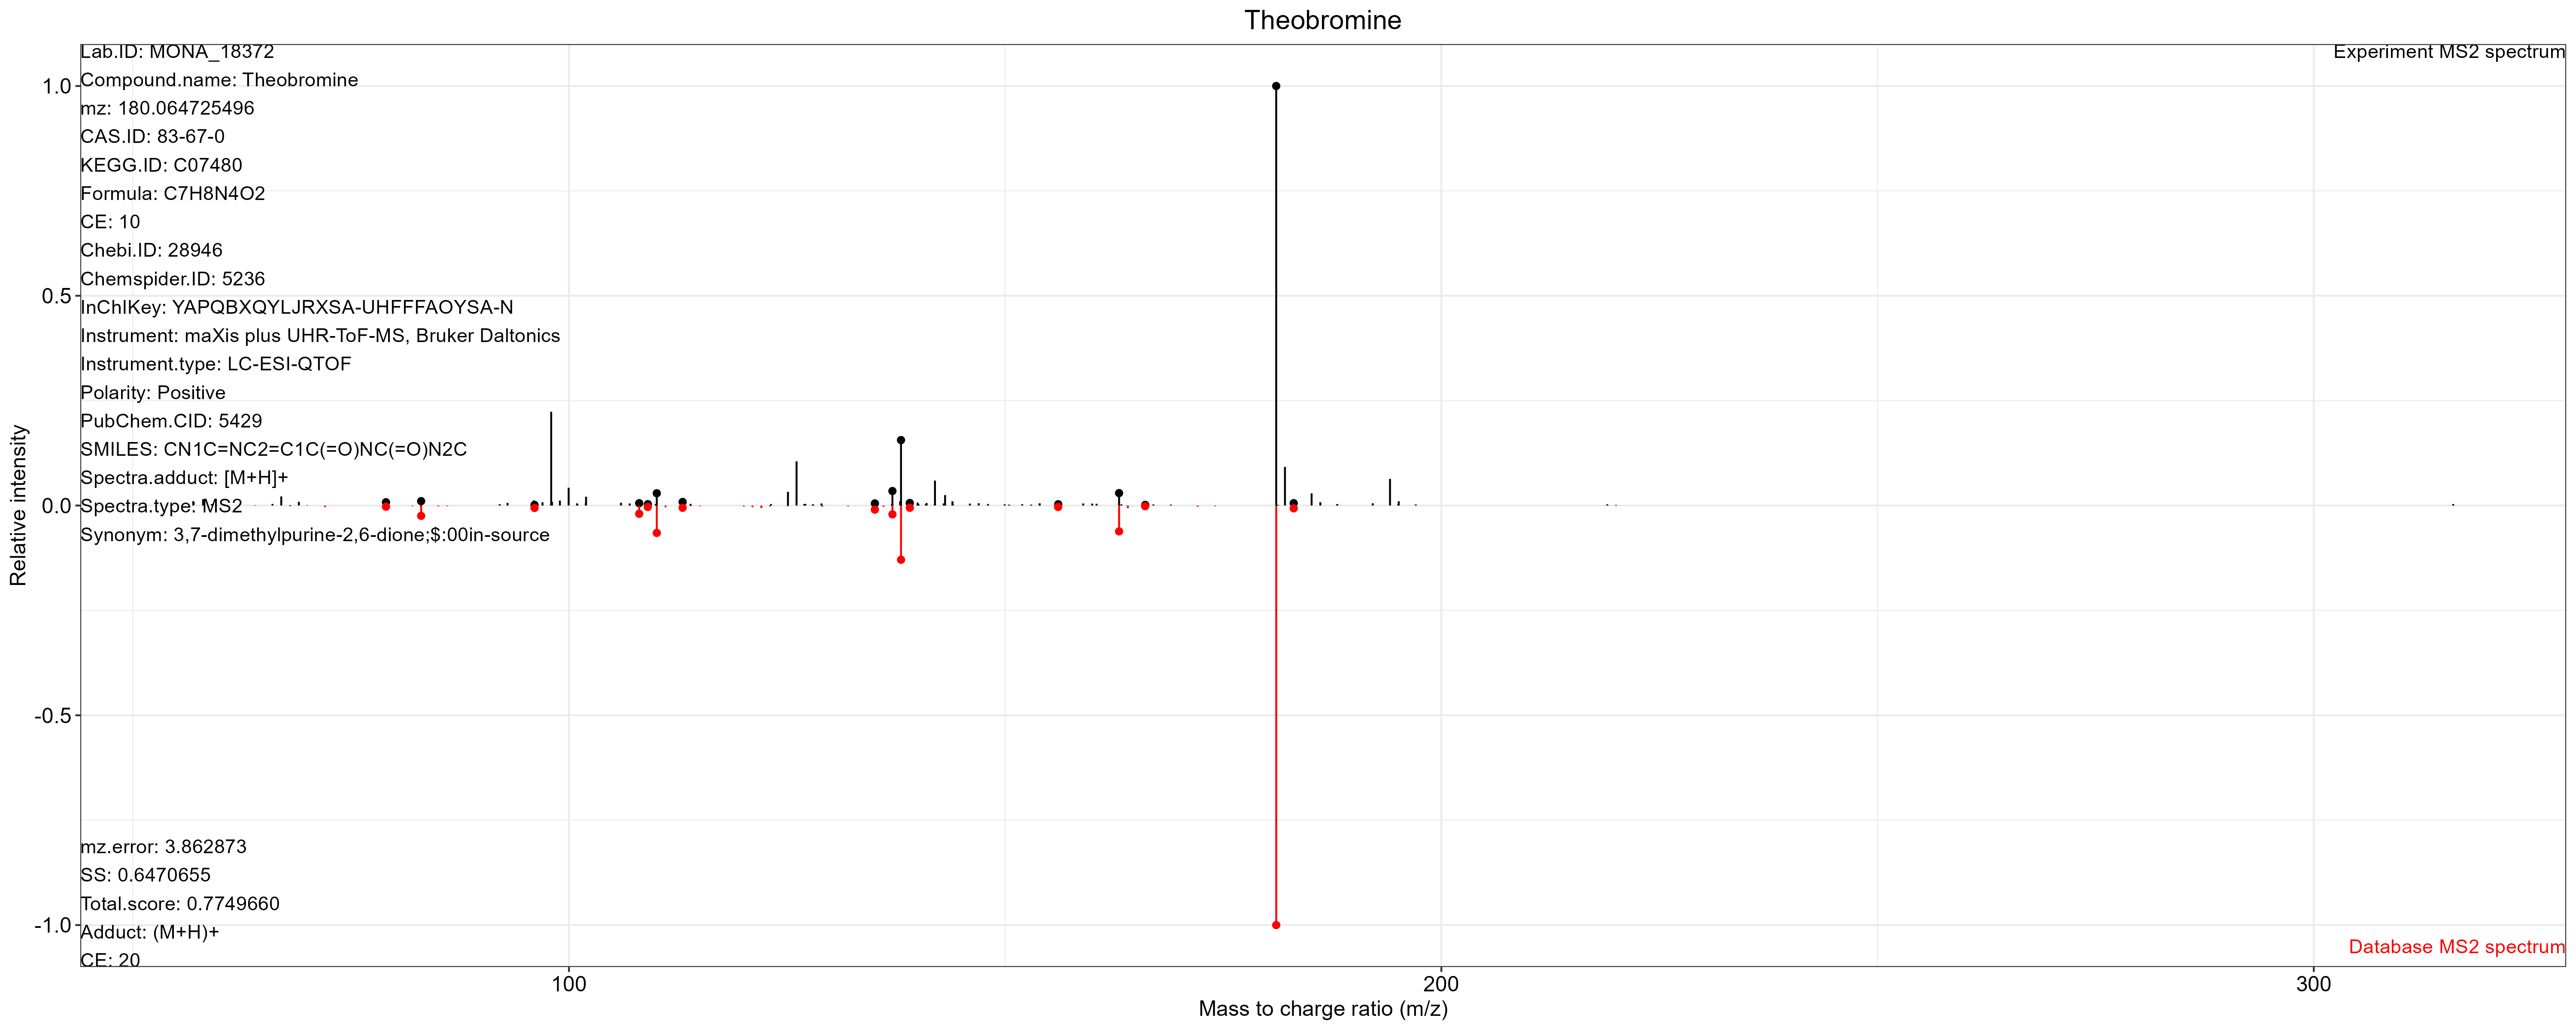 Theobromine
Lab.ID: MONA_18372
Experiment MS2 spectrum
Compound.name: Theobromine
mz: 180.064725496
CAS.ID: 83-67-0
KEGG.ID: C07480
Formula: C7H8N4O2
CE: 10
Chebi.ID: 28946
Chemspider.ID: 5236
InChIKey: YAPQBXQYLJRXSA-UHFFFAOYSA-N
Instrument: maXis plus UHR-ToF-MS, Bruker Daltonics
Instrument.type: LC-ESI-QTOF
Polarity: Positive
PubChem.CID: 5429
SMILES: CN1C=NC2=C1C(=O)NC(=O)N2C
Spectra.adduct: [M+H]+
Spectra.type: MS2
Synonym: 3,7-dimethylpurine-2,6-dione;$:00in-source
mz.error: 3.862873
SS: 0.6470655
Total.score: 0.7749660
Adduct: (M+H)+
CE: 20
Database MS2 spectrum
1.0
0.5
0.0
-0.5
-1.0
Relative intensity
100
200
300
Mass to charge ratio (m/z)